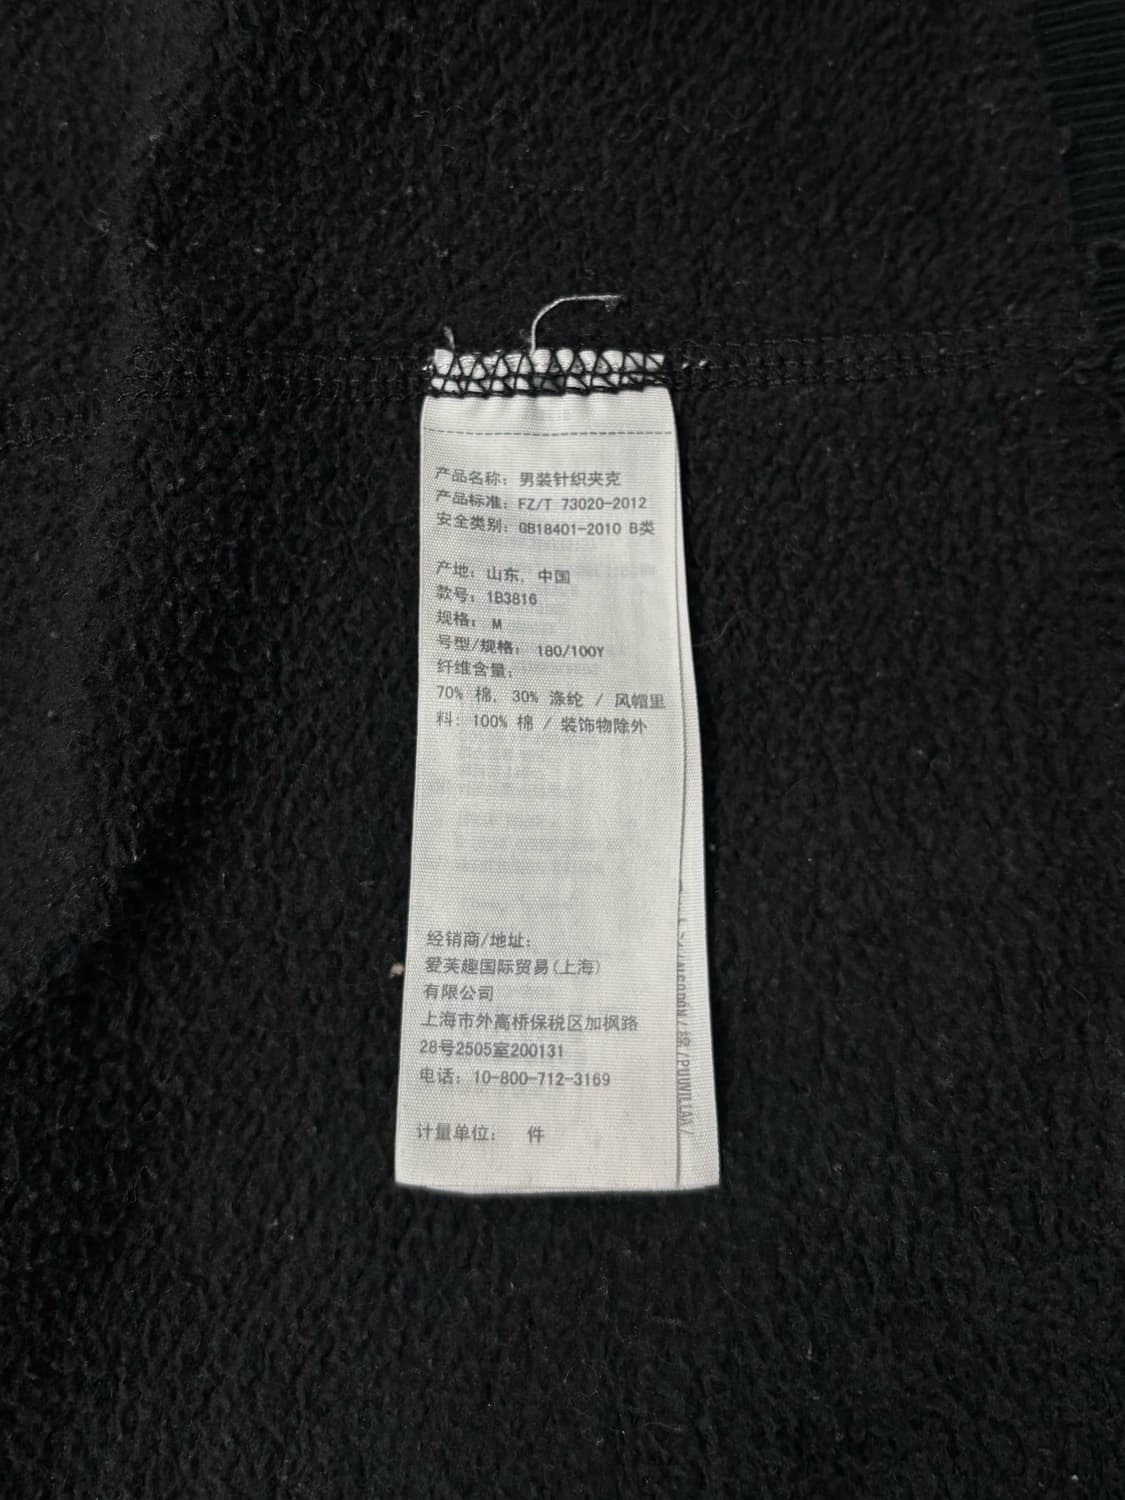 产品名称: 男装针织夹克
产品标准: FZ/T 73020-2012
安全类别: GB18401-2010 B类
产地: 山东, 中国
款号: 1B3816
规格: M
号型/规格: 180/100Y
纤维含量:
70% 棉, 30% 涤纶 / 风帽里
料: 100% 棉 / 装饰物除外
经销商/地址:
爱芙趣国际贸易(上海)
有限公司
上海市外高桥保税区加枫路
28号2505室200131
电话: 10-800-712-3169
计量单位: 件
/PUUVILLAA/